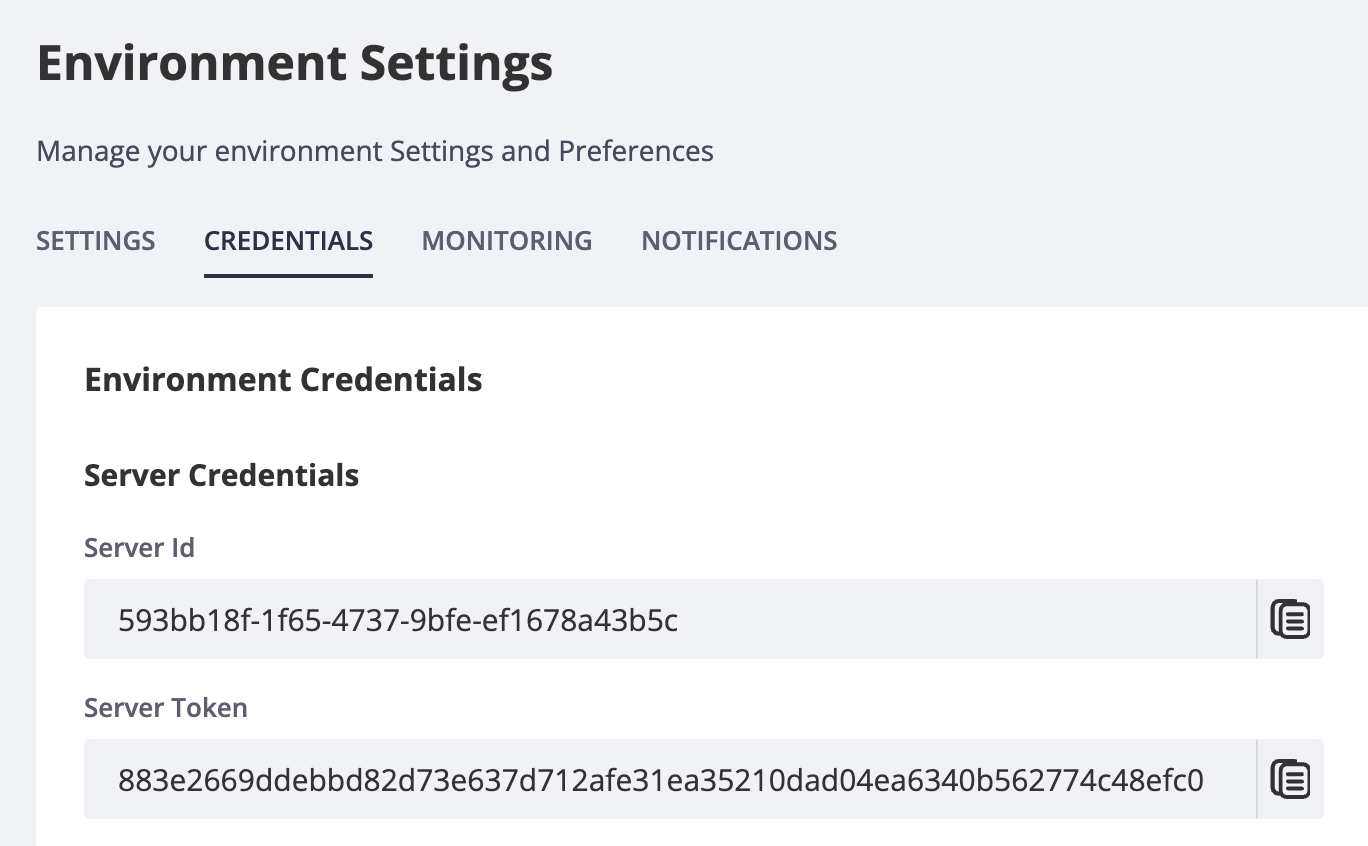 Environment Settings
Manage your environment Settings and Preferences
SETTINGS CREDENTIALS MONITORING NOTIFICATIONS
Environment Credentials
Server Credentials
Server Id
593bb18f-1f65-4737-9bfe-ef1678a43b5c
Server Token
883e2669ddebbd82d73e637d712afe31ea35210dad04ea6340b562774c48efc0